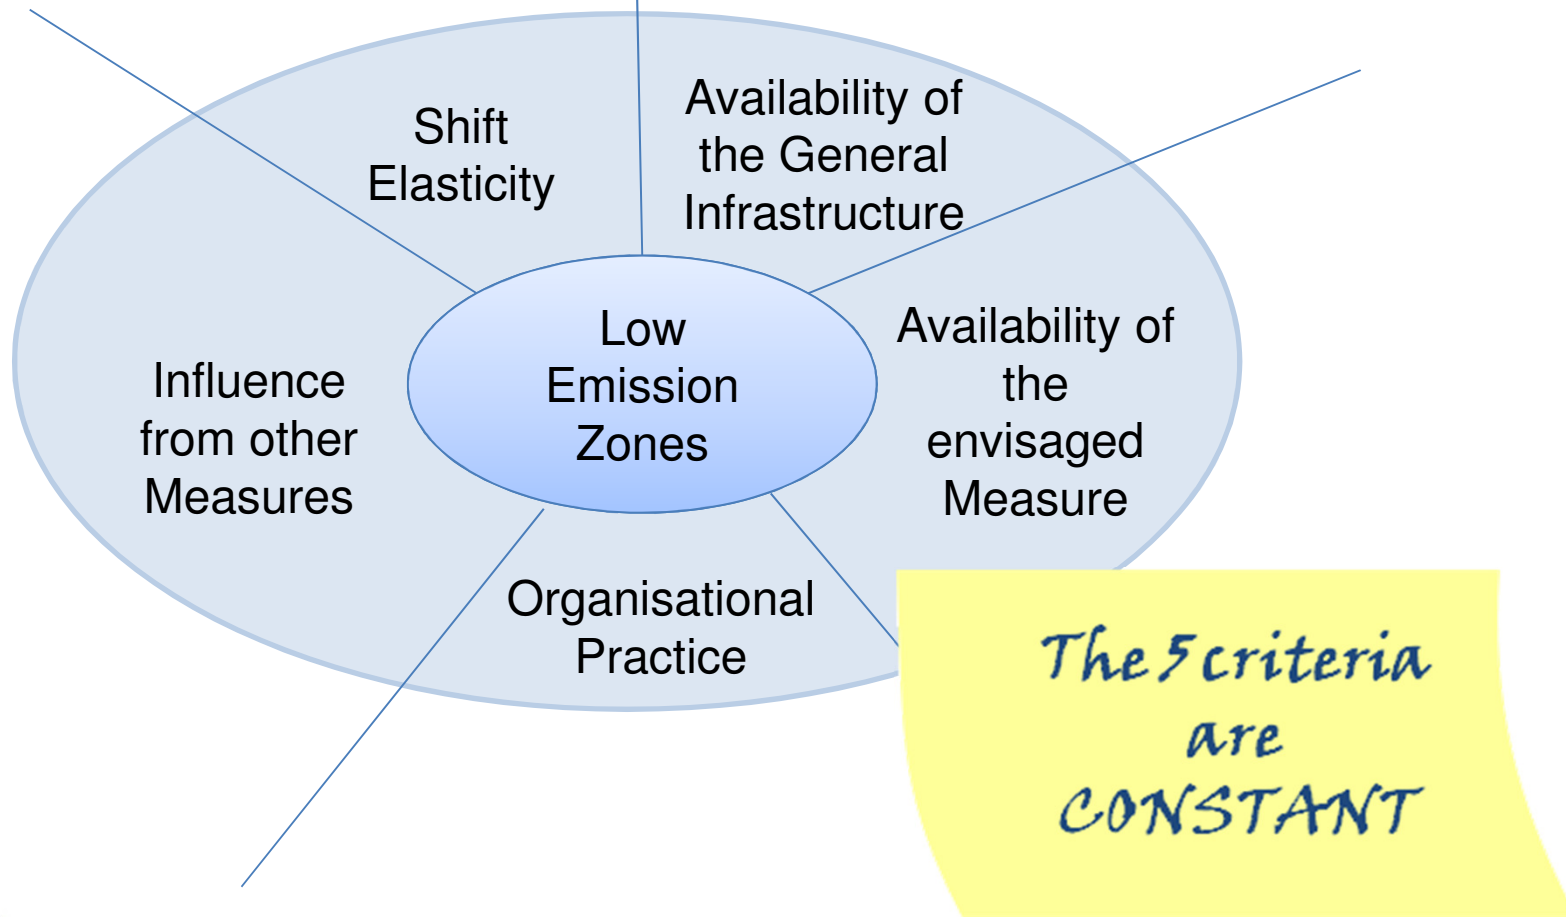 Shift
Elasticity
Availability of
the General
Infrastructure
Influence
from other
Measures
Low
Emission
Zones
Availability of
the
envisaged
Measure
Organisational
Practice
The 5 criteria
are
CONSTANT